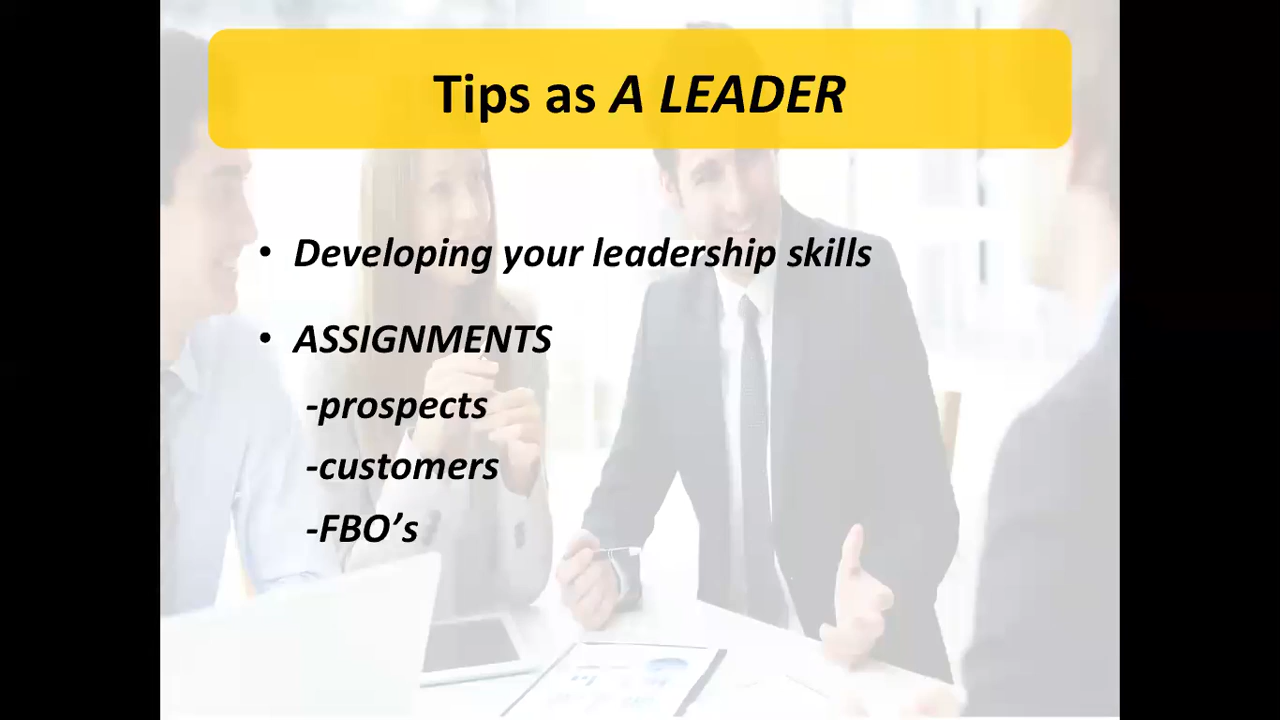 Tips as A LEADER
• Developing your leadership skills
• ASSIGNMENTS
-prospects
-customers
-FBO’s